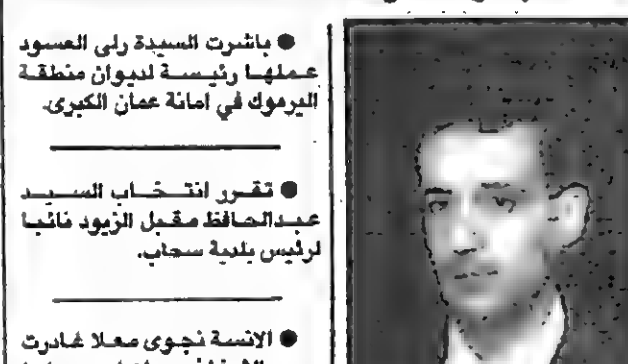 ● باشرت السيدة رلى العسود
عملها رئيسة لديوان منطقة
اليرموك في امانة عمان الكبرى.
● تقرر انتخاب السيد
عبدالحافظ مقبل الزيود نائبا
لرئيس بلدية سحاب.
● الانسة نجوى معلا غادرت